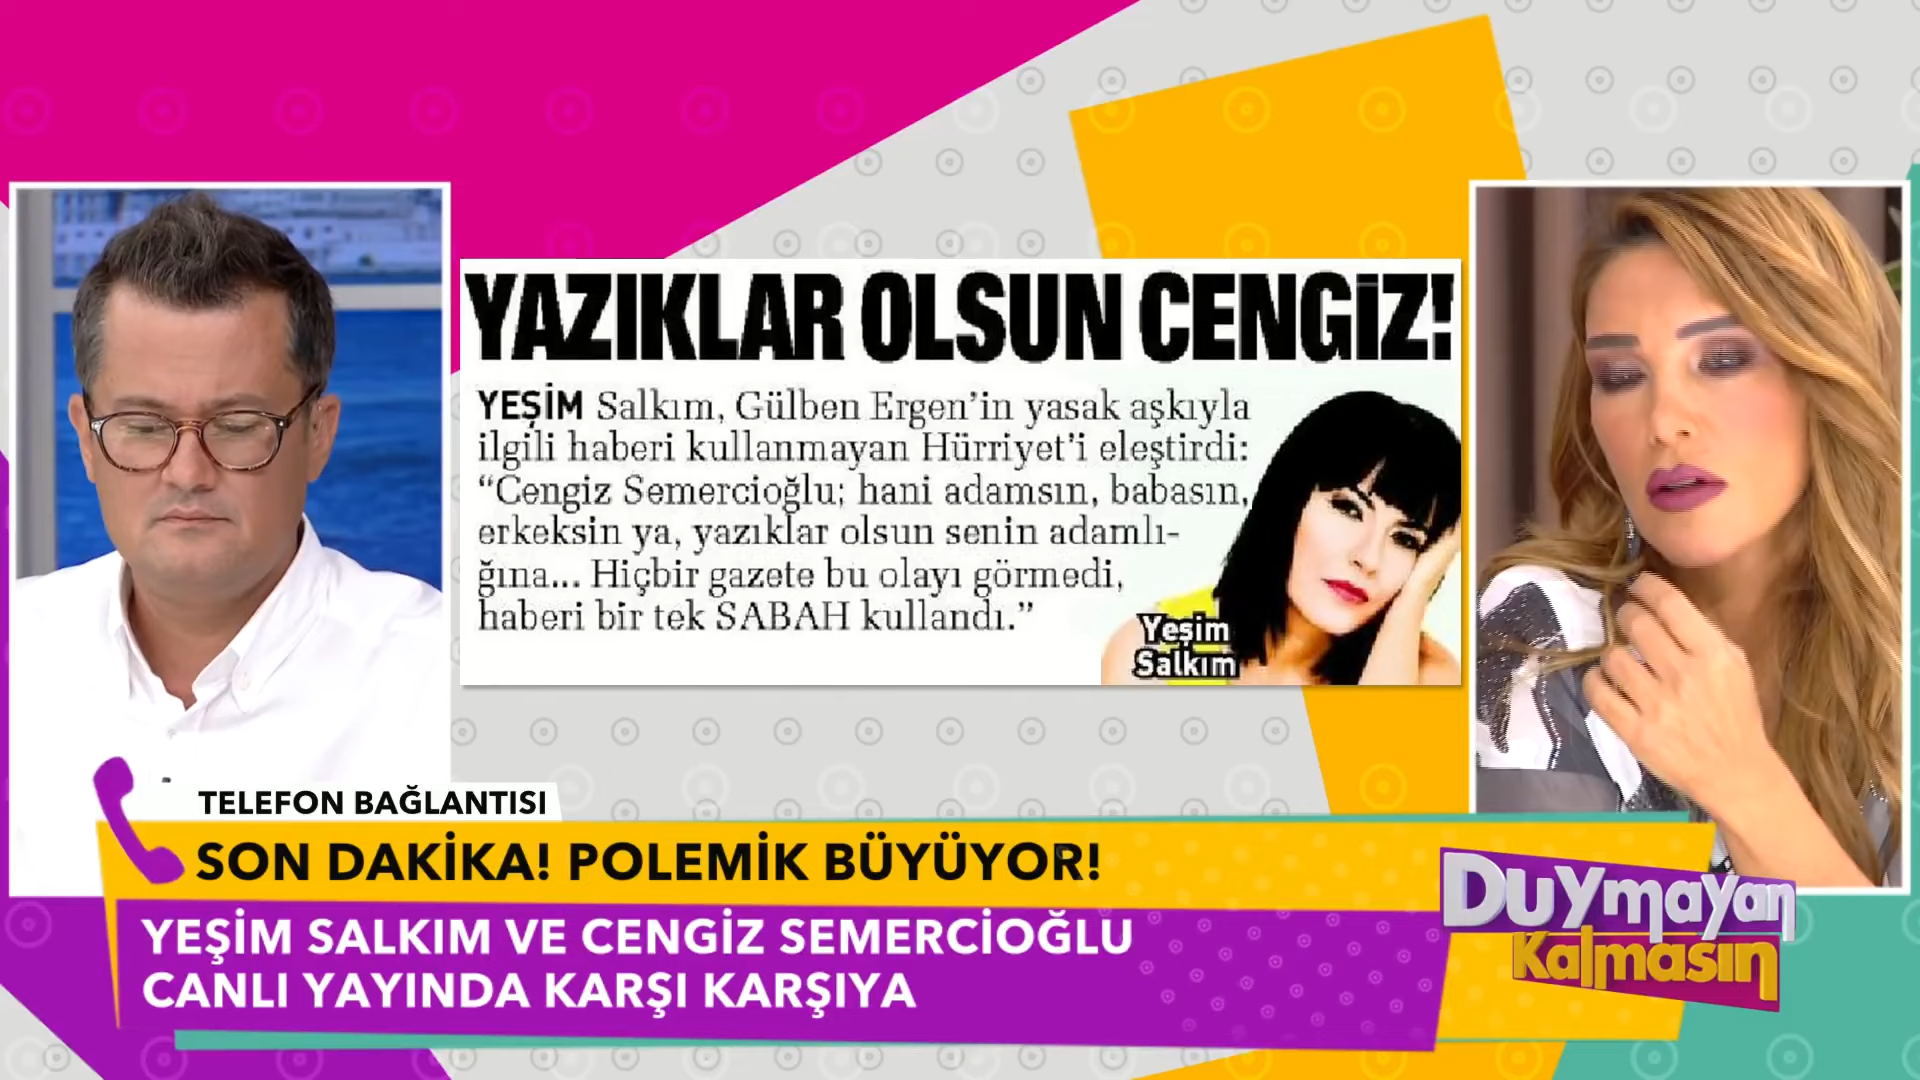 YAZIKLAR OLSUN CENGİZ!
YEŞİM Salkım, Gülben Ergen'in yasak aşkıyla
ilgili haberi kullanmayan Hürriyet'i eleştirdi:
“Cengiz Semercioğlu; hani adamsın, babasın,
erkeksin ya, yazıklar olsun senin adamlı-
ğına... Hiçbir gazete bu olayı görmedi,
haberi bir tek SABAH kullandı.”
Yeşim
Salkım
TELEFON BAĞLANTISI
SON DAKİKA! POLEMİK BÜYÜYOR!
YEŞİM SALKIM VE CENGİZ SEMERCİOĞLU
CANLI YAYINDA KARŞI KARŞIYA
Duymayan
Kalmasın